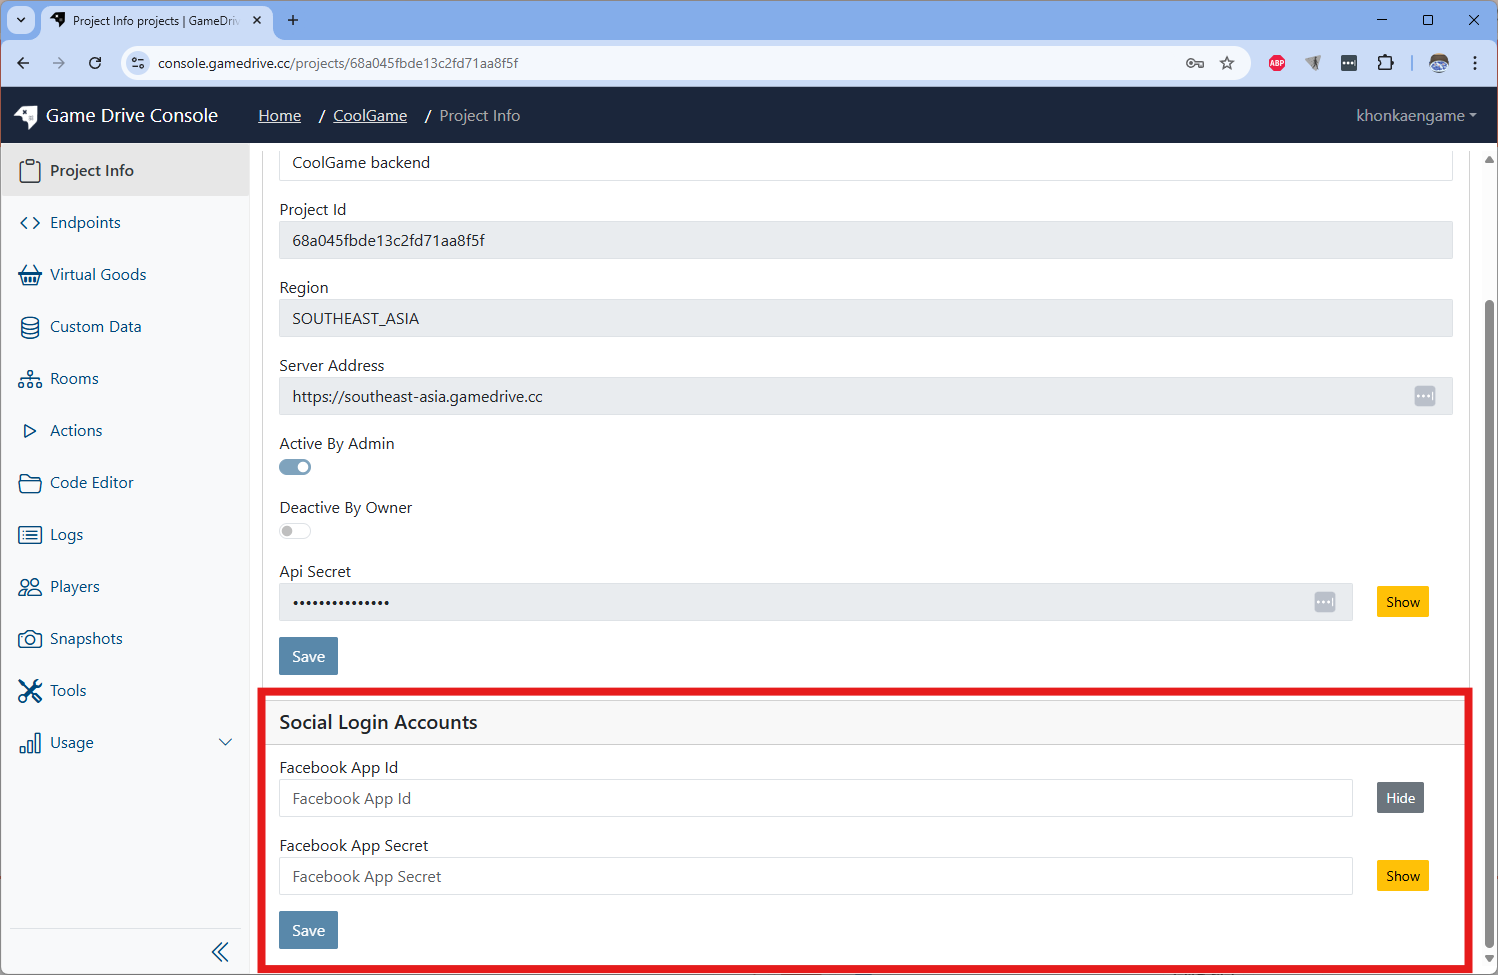 Project Info projects | GameDriv
console.gamedrive.cc/projects/68a045fbde13c2fd71aa8f5f
ABP
Game Drive Console
Home / CoolGame / Project Info
khonkaengame
Project Info
Endpoints
Virtual Goods
Custom Data
Rooms
Actions
Code Editor
Logs
Players
Snapshots
Tools
Usage
CoolGame backend
Project Id
68a045fbde13c2fd71aa8f5f
Region
SOUTHEAST_ASIA
Server Address
https://southeast-asia.gamedrive.cc
Active By Admin
Deactive By Owner
Api Secret
•••••••••••••••
Show
Save
Social Login Accounts
Facebook App Id
Facebook App Id
Hide
Facebook App Secret
Facebook App Secret
Show
Save